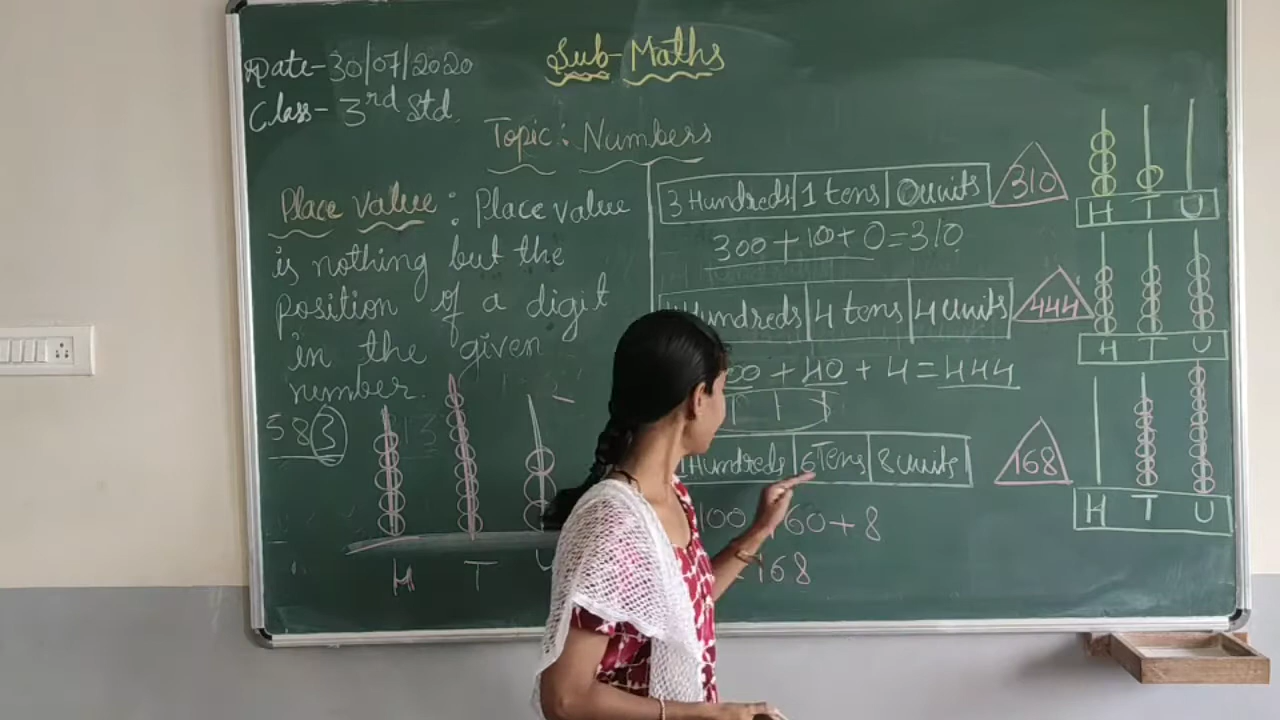 Date-30/07/2020
Sub-Maths
Class-3rd Std.
Topic: Numbers
Place value: Place value
is nothing but the
position of a digit
in the given
number.
583
H T
3 Hundreds 1 tens 0 units 310
300+10+0=310
Hundreds 4 tens 4 units 444
+ 40 + 4 = 444
Hundreds 6 Tens 8 units 168
100 60+8
168
H T U
H T U
H T U